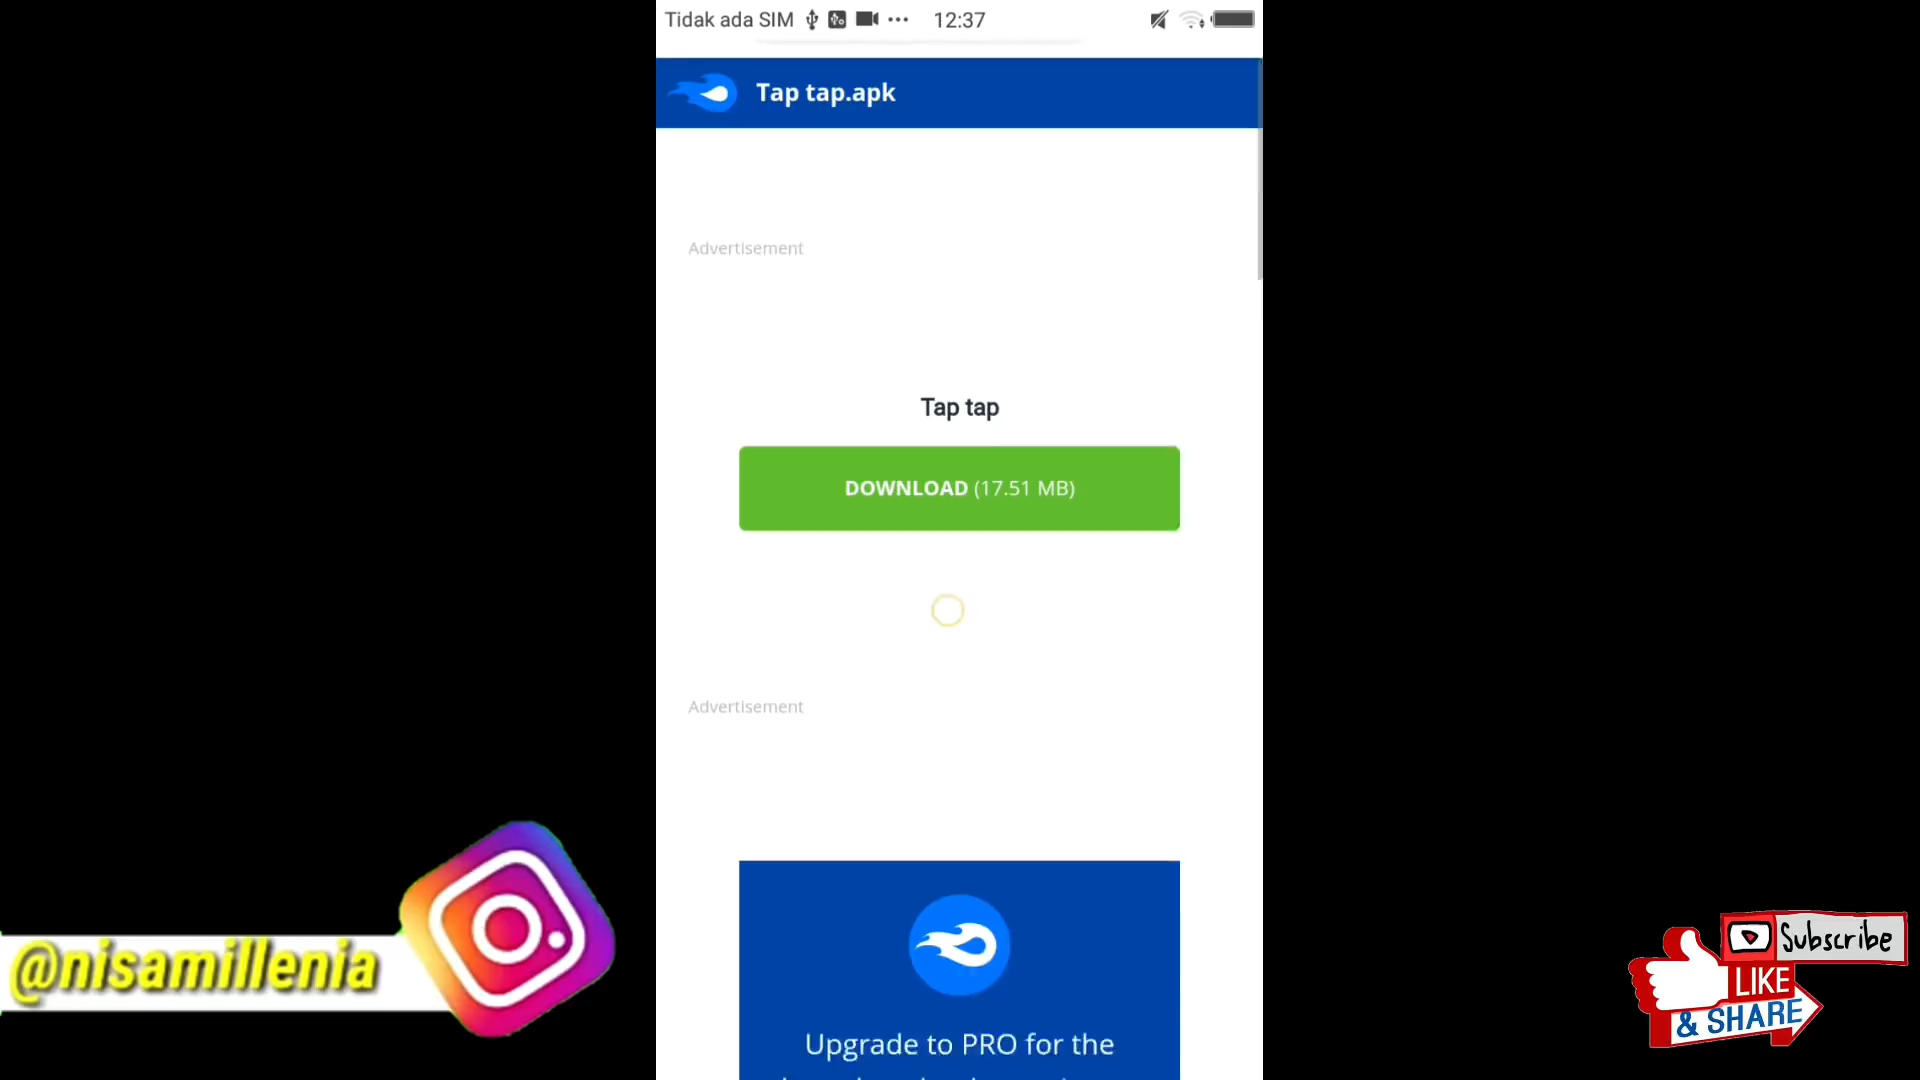 Tidak ada SIM 12:37
Tap tap.apk
Advertisement
Tap tap
DOWNLOAD (17.51 MB)
Advertisement
Upgrade to PRO for the
@nisamillenia
Subscribe
LIKE
& SHARE